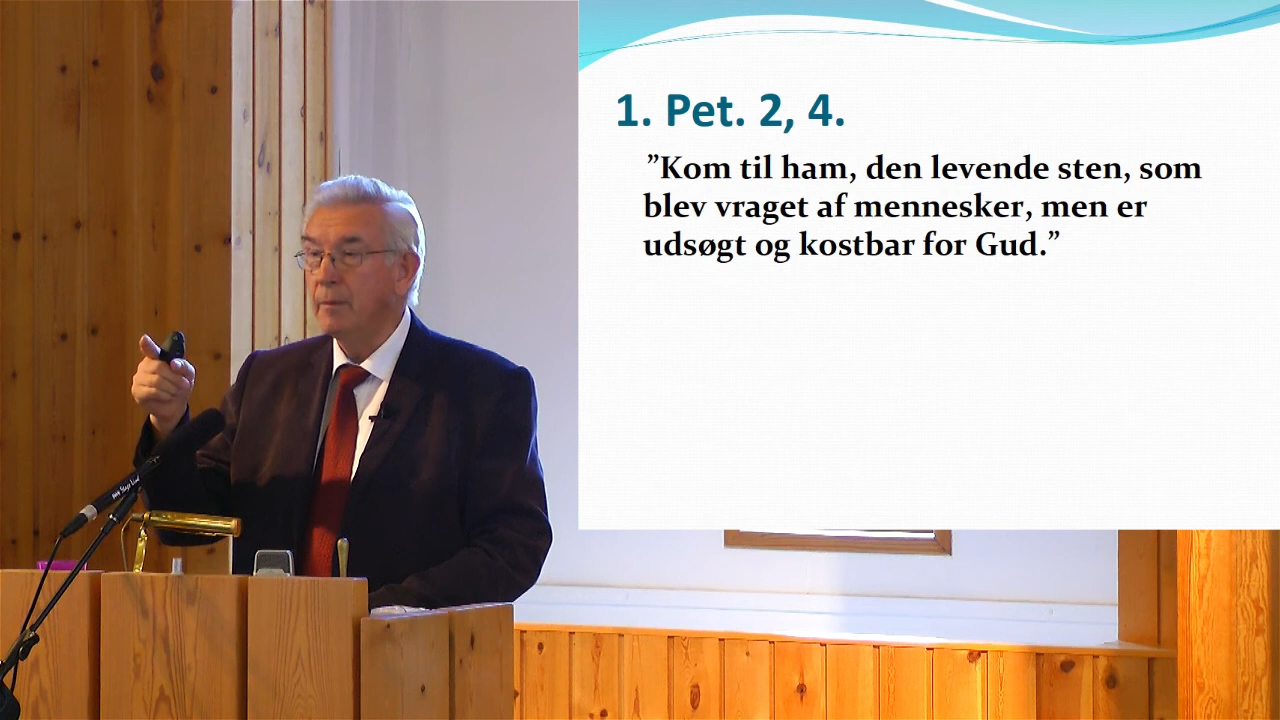 1. Pet. 2, 4.
”Kom til ham, den levende sten, som
blev vraget af mennesker, men er
udsøgt og kostbar for Gud.”